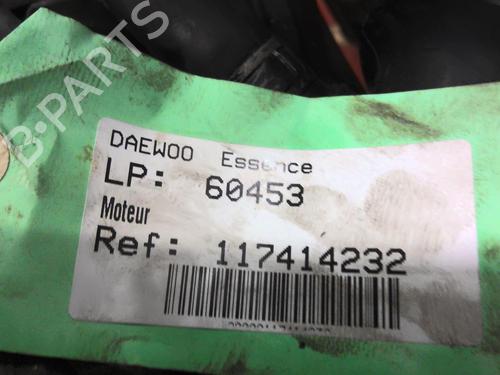 B-PARTS
DAEWOO Essence
LP: 60453
Moteur
Ref: 117414232